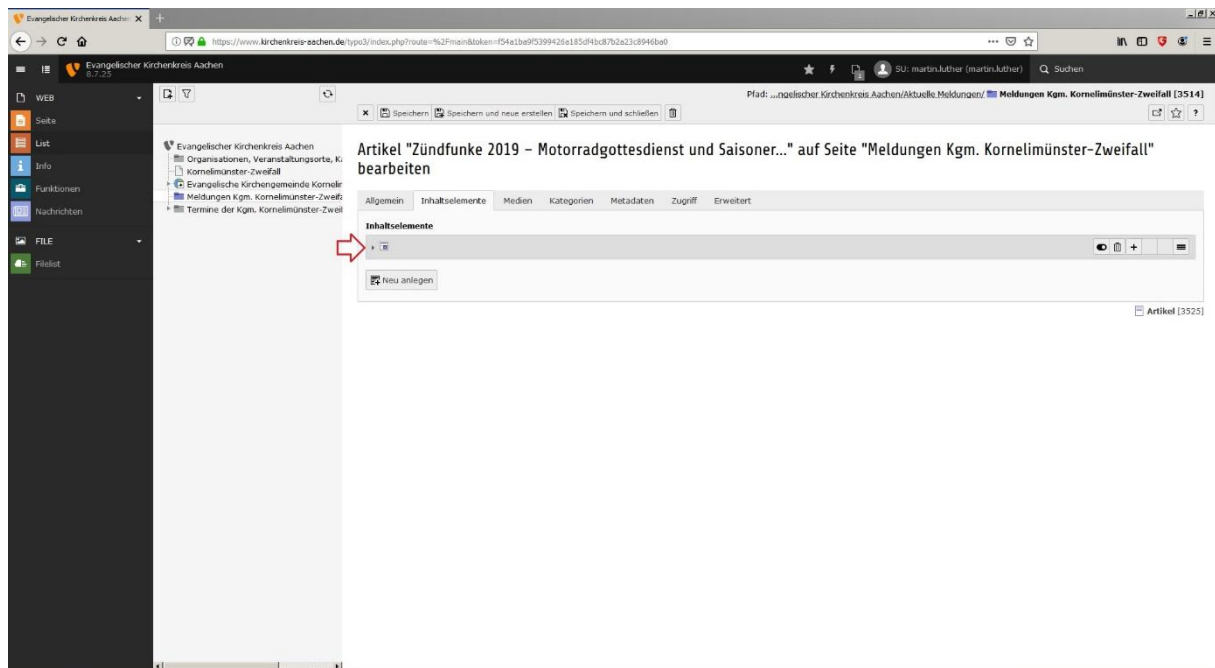 Evangelischer Kirchenkreis Aachen
https://www.kirchenkreis-aachen.de/typo3/index.php?route=%2Fmain&token=f54a1ba9f5399426a185df4bc87b2a23c8946ba0
Evangelischer Kirchenkreis Aachen
8.7.25
SU: martin.luther (martin.luther)
Suchen
WEB
Seite
List
Info
Funktionen
Nachrichten
FILE
Filelist
Evangelischer Kirchenkreis Aachen
Organisationen, Veranstaltungsorte, K
Kornelimünster-Zweifall
Evangelische Kirchengemeinde Kornelir
Meldungen Kgm. Kornelimünster-Zweifa
Termine der Kgm. Kornelimünster-Zweif
Pfad: ...ngelischer Kirchenkreis Aachen/Aktuelle Meldungen/ Meldungen Kgm. Kornelimünster-Zweifall [3514]
Speichern Speichern und neue erstellen Speichern und schließen
Artikel "Zündfunke 2019 – Motorradgottesdienst und Saisoner..." auf Seite "Meldungen Kgm. Kornelimünster-Zweifall"
bearbeiten
Allgemein Inhaltselemente Medien Kategorien Metadaten Zugriff Erweitert
Inhaltselemente
Neu anlegen
Artikel [3525]